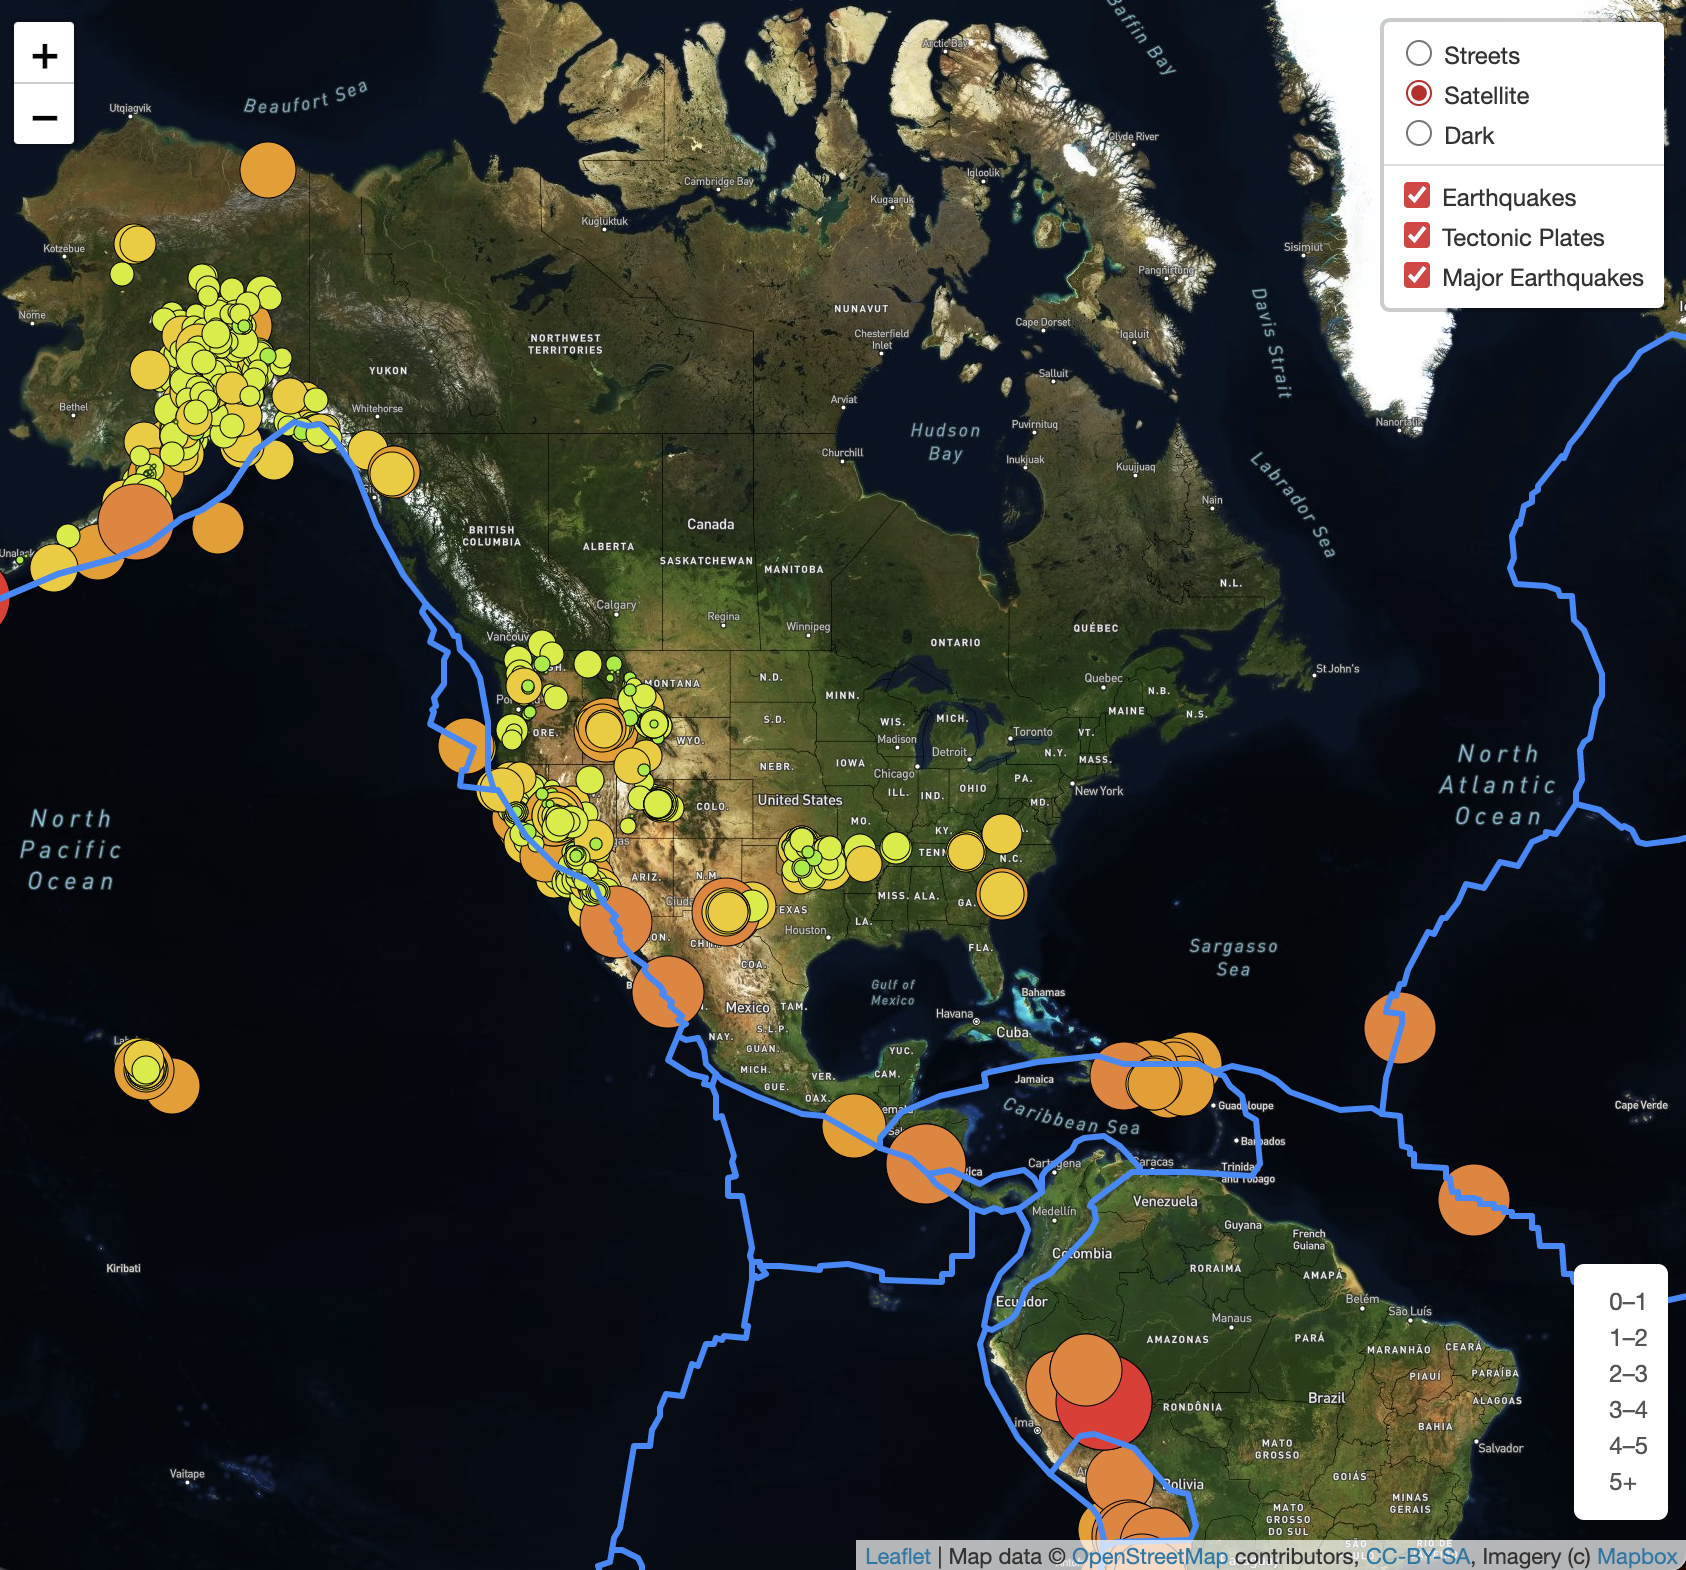 +
−
Streets
Satellite
Dark
Earthquakes
Tectonic Plates
Major Earthquakes
Baffin Bay
Arctic Bay
Beaufort Sea
Utqiagvik
Clyde River
Igloolik
Cambridge Bay
Kugaaruk
Kugluktuk
Kotzebue
Sisimiut
Pangnirtung
NUNAVUT
Nome
Cape Dorset
Iqaluit
Davis Strait
NORTHWEST
TERRITORIES
Chesterfield
Inlet
YUKON
Salluit
Bethel
Whitehorse
Arviat
Puvirnituq
Nanortalik
Hudson
Bay
Churchill
Inukjuak
Kuujjuaq
Labrador Sea
Nain
Canada
BRITISH
COLUMBIA
ALBERTA
SASKATCHEWAN
MANITOBA
N.L.
Calgary
Regina
Winnipeg
ONTARIO
QUÉBEC
St John's
MONTANA
N.D.
MINN.
Quebec
N.B.
MAINE
N.S.
S.D.
WIS.
MICH.
Toronto
VT.
ORE.
WYO.
Madison
Detroit
N.Y.
MASS.
NEBR.
IOWA
Chicago
PA.
ILL.
IND.
OHIO
New York
COLO.
United States
MD.
MO.
KY.
TENN
N.C.
ARIZ.
N.M.
MISS.
ALA.
GA.
LA.
Houston
FLA.
North
Pacific
Ocean
North
Atlantic
Ocean
Sargasso
Sea
COA.
Gulf of
Mexico
Bahamas
Mexico
TAM.
Havana
Cuba
S.L.P.
NAY.
GUAN.
YUC.
MICH.
VER.
CAM.
Jamaica
GUE.
OAX.
Caribbean Sea
Guadeloupe
Cape Verde
Barbados
Cartagena
Caracas
Trinidad
and Tobago
Venezuela
Medellín
Guyana
French
Guiana
Colombia
Kiribati
RORAIMA
AMAPÁ
Ecuador
Belém
São Luís
Manaus
AMAZONAS
PARÁ
MARANHÃO
CEARÁ
PIAUÍ
PARAÍBA
Brazil
ALAGOAS
RONDÔNIA
BAHIA
MATO
GROSSO
Salvador
Vaitape
GOIÁS
Bolivia
MINAS
GERAIS
MATO
GROSSO
DO SUL
0–1
1–2
2–3
3–4
4–5
5+
Leaflet | Map data © OpenStreetMap contributors, CC-BY-SA, Imagery (c) Mapbox